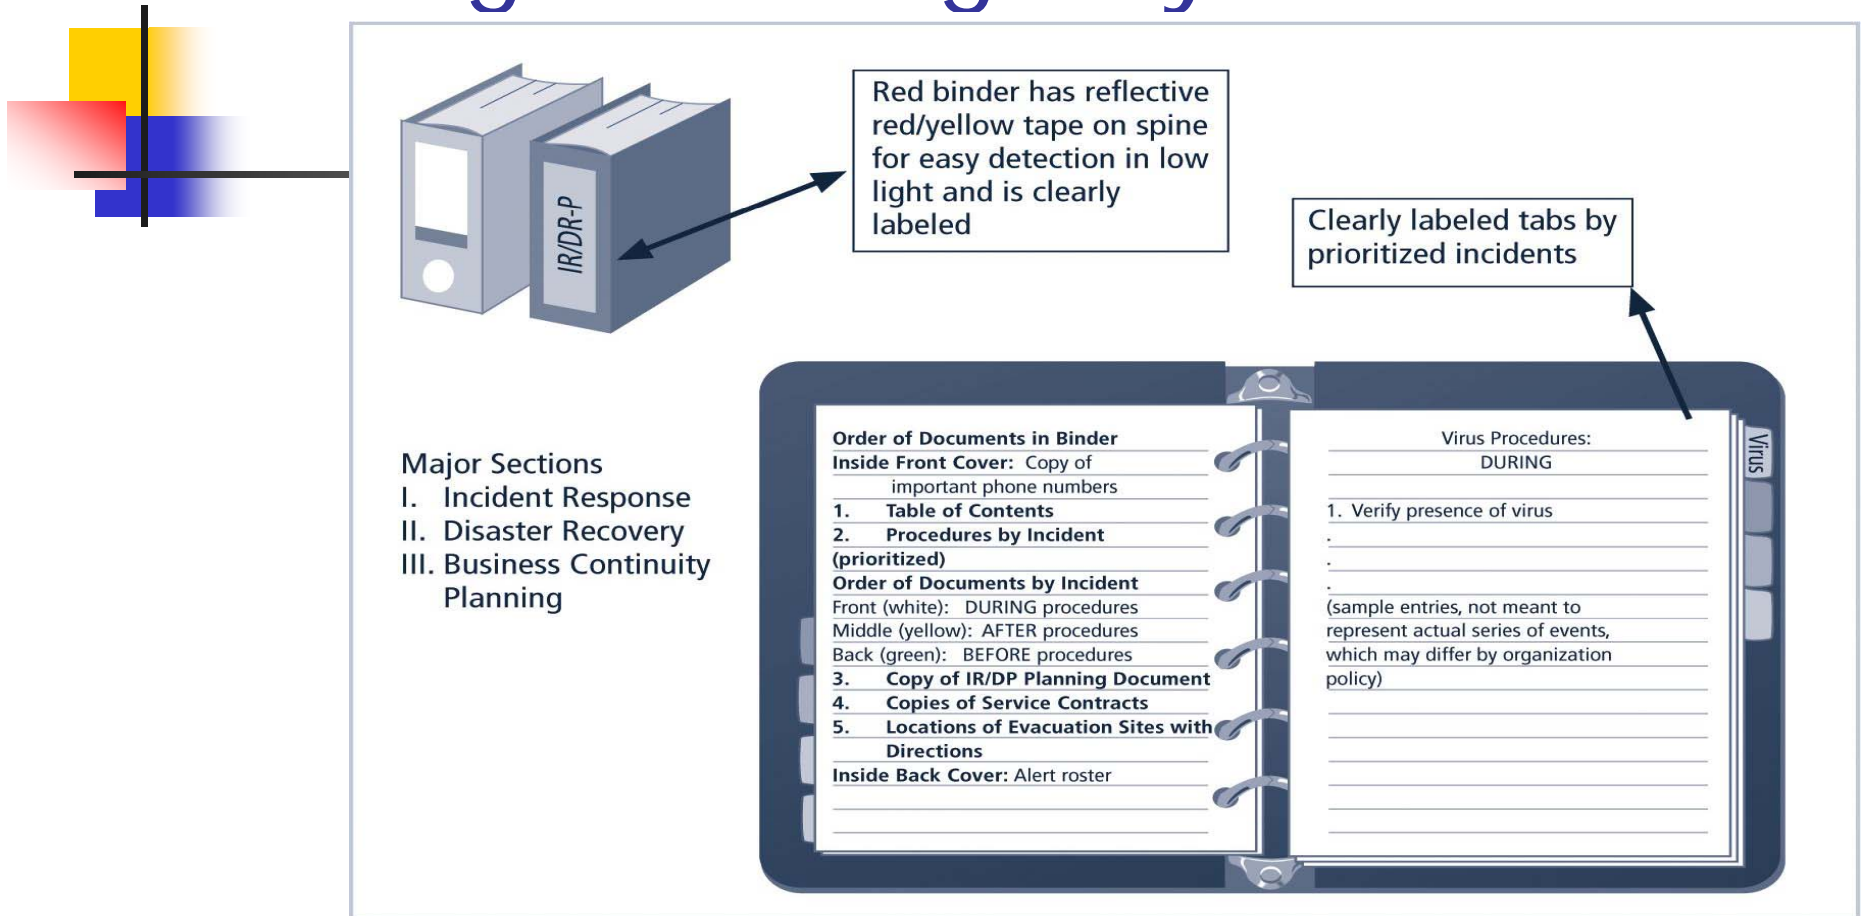 Red binder has reflective
red/yellow tape on spine
for easy detection in low
light and is clearly
labeled
IR/DR-P
Clearly labeled tabs by
prioritized incidents
Major Sections
I. Incident Response
II. Disaster Recovery
III. Business Continuity
Planning
Order of Documents in Binder
Inside Front Cover: Copy of
important phone numbers
1. Table of Contents
2. Procedures by Incident
(prioritized)
Order of Documents by Incident
Front (white): DURING procedures
Middle (yellow): AFTER procedures
Back (green): BEFORE procedures
3. Copy of IR/DP Planning Document
4. Copies of Service Contracts
5. Locations of Evacuation Sites with
Directions
Inside Back Cover: Alert roster
Virus Procedures:
DURING
1. Verify presence of virus
.
.
.
(sample entries, not meant to
represent actual series of events,
which may differ by organization
policy)
Virus